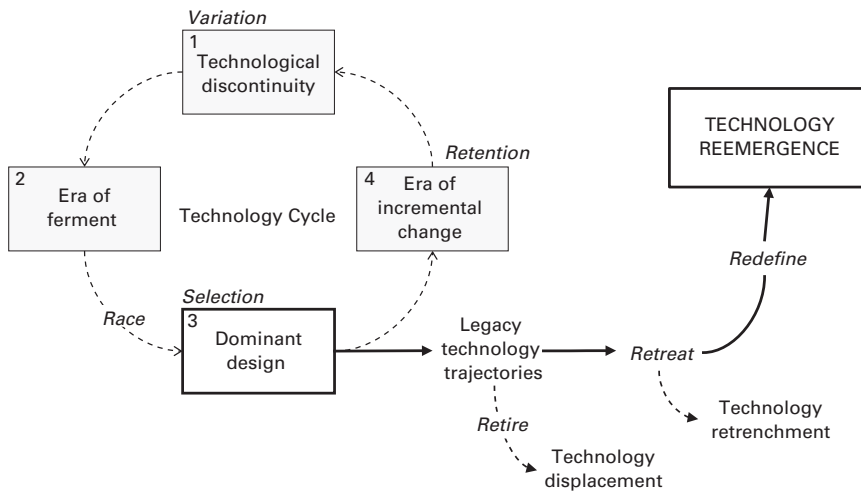 Variation
1
Technological
discontinuity
2
Era of
ferment
Technology Cycle
Retention
4
Era of
incremental
change
Race
Selection
3
Dominant
design
Legacy
technology
trajectories
Retire
Technology
displacement
Retreat
Technology
retrenchment
Redefine
TECHNOLOGY
REEMERGENCE